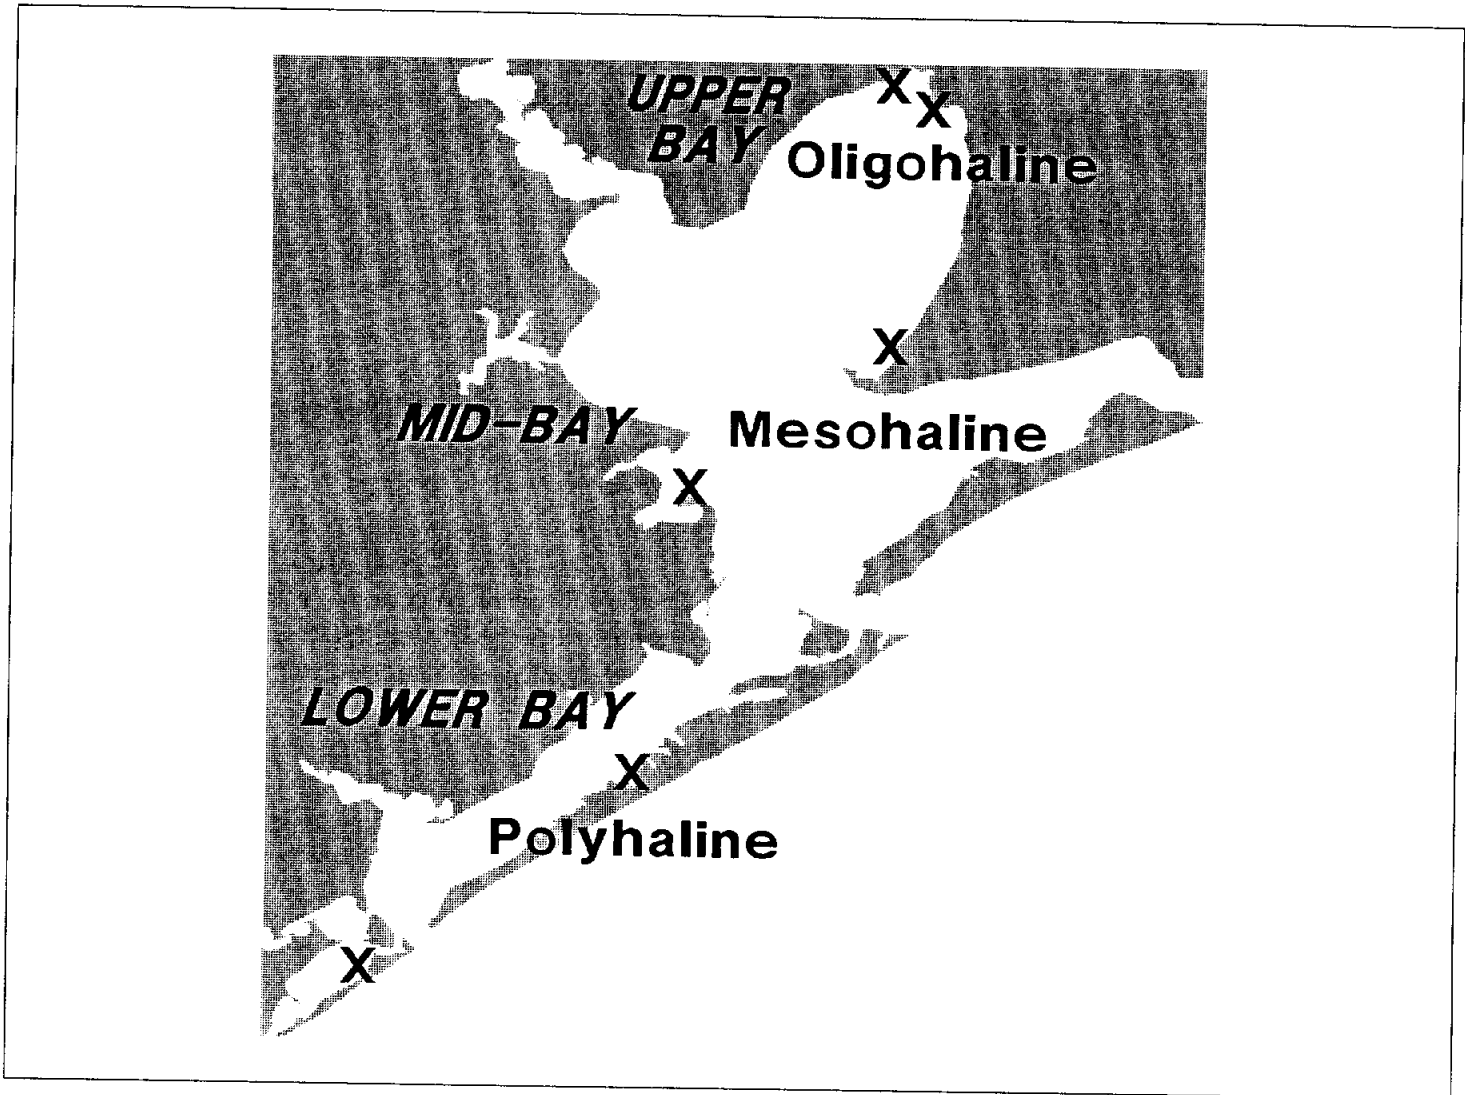 UPPER
BAY
X
X
Oligohaline
X
MID-BAY
Mesohaline
X
LOWER BAY
X
Polyhaline
X